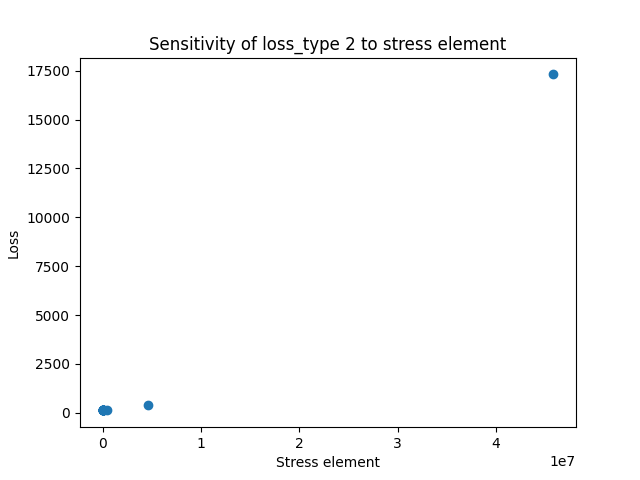 Sensitivity of loss_type 2 to stress element
17500
15000
12500
10000
7500
5000
2500
0
Loss
0 1 2 3 4
1e7
Stress element